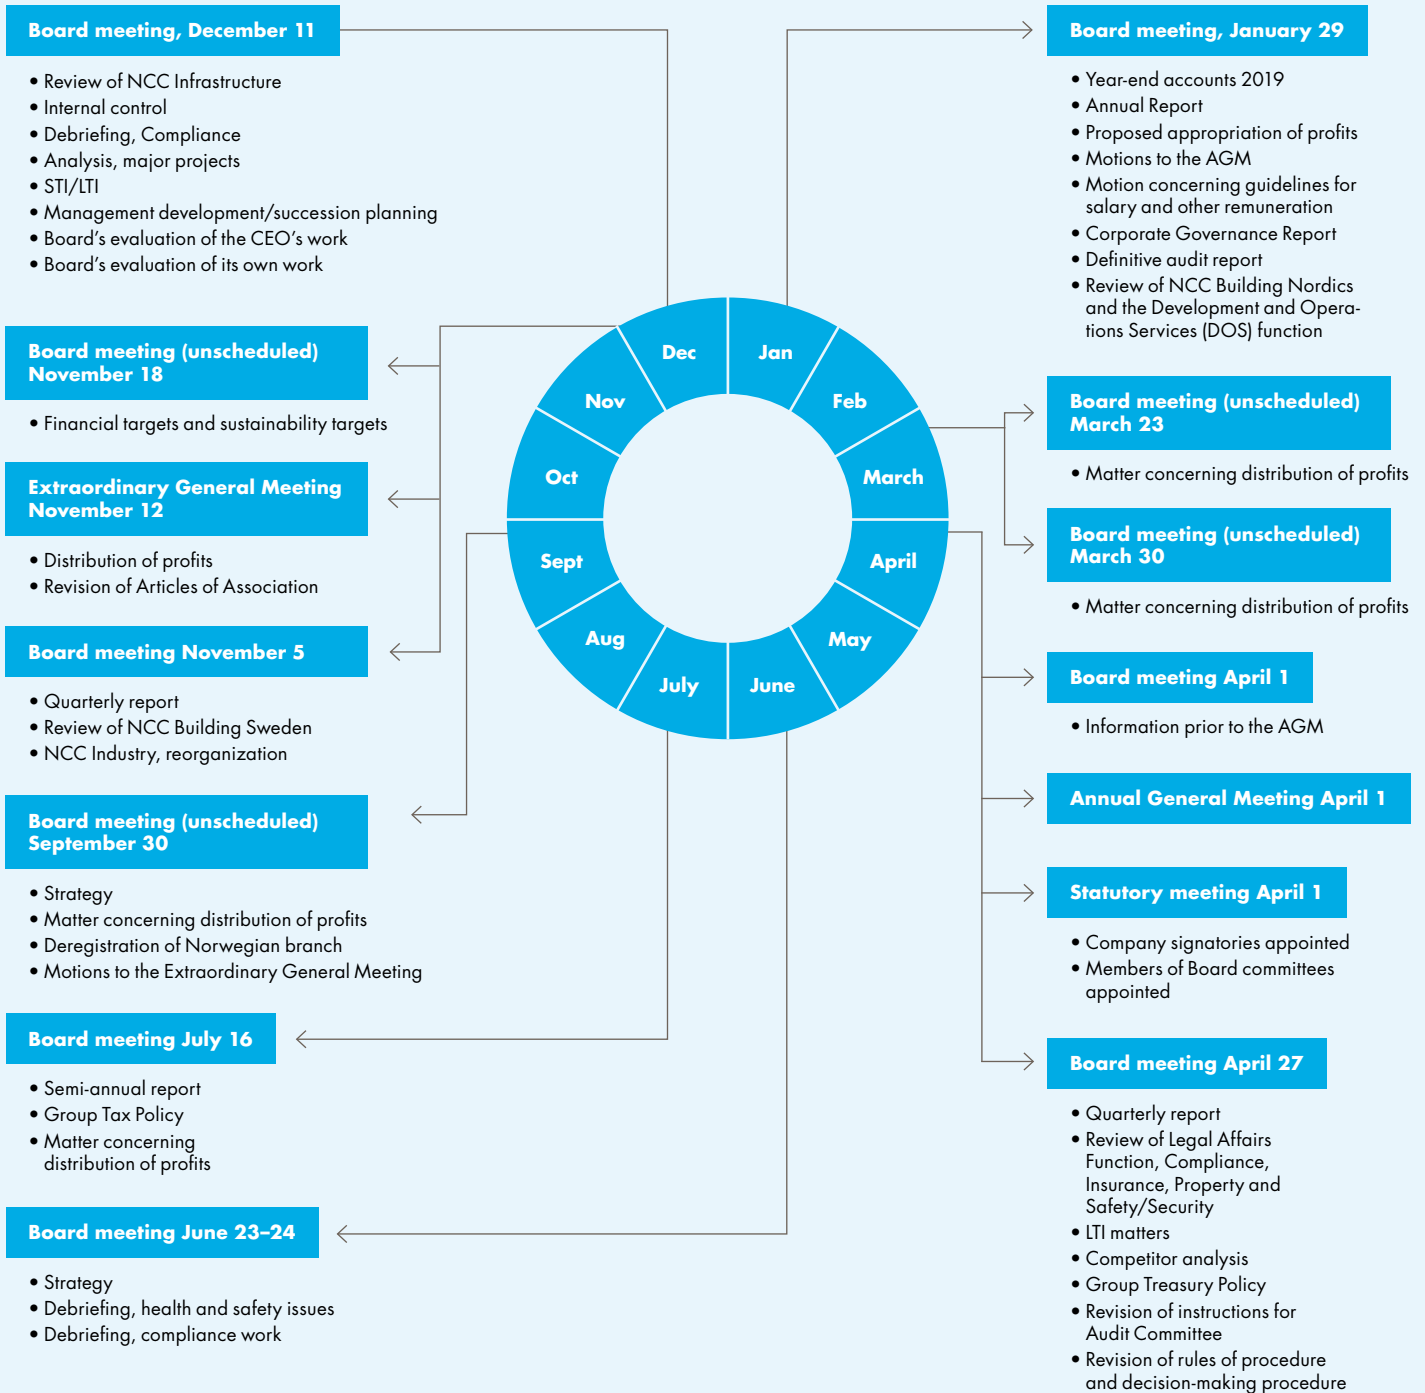 Board meeting, December 11
• Review of NCC Infrastructure
• Internal control
• Debriefing, Compliance
• Analysis, major projects
• STI/LTI
• Management development/succession planning
• Board's evaluation of the CEO's work
• Board's evaluation of its own work
Board meeting (unscheduled)
November 18
• Financial targets and sustainability targets
Extraordinary General Meeting
November 12
• Distribution of profits
• Revision of Articles of Association
Board meeting November 5
• Quarterly report
• Review of NCC Building Sweden
• NCC Industry, reorganization
Board meeting (unscheduled)
September 30
• Strategy
• Matter concerning distribution of profits
• Deregistration of Norwegian branch
• Motions to the Extraordinary General Meeting
Board meeting July 16
• Semi-annual report
• Group Tax Policy
• Matter concerning
distribution of profits
Board meeting June 23–24
• Strategy
• Debriefing, health and safety issues
• Debriefing, compliance work
Jan
Feb
March
April
May
June
July
Aug
Sept
Oct
Nov
Dec
Board meeting, January 29
• Year-end accounts 2019
• Annual Report
• Proposed appropriation of profits
• Motions to the AGM
• Motion concerning guidelines for
salary and other remuneration
• Corporate Governance Report
• Definitive audit report
• Review of NCC Building Nordics
and the Development and Opera-
tions Services (DOS) function
Board meeting (unscheduled)
March 23
• Matter concerning distribution of profits
Board meeting (unscheduled)
March 30
• Matter concerning distribution of profits
Board meeting April 1
• Information prior to the AGM
Annual General Meeting April 1
Statutory meeting April 1
• Company signatories appointed
• Members of Board committees
appointed
Board meeting April 27
• Quarterly report
• Review of Legal Affairs
Function, Compliance,
Insurance, Property and
Safety/Security
• LTI matters
• Competitor analysis
• Group Treasury Policy
• Revision of instructions for
Audit Committee
• Revision of rules of procedure
and decision-making procedure